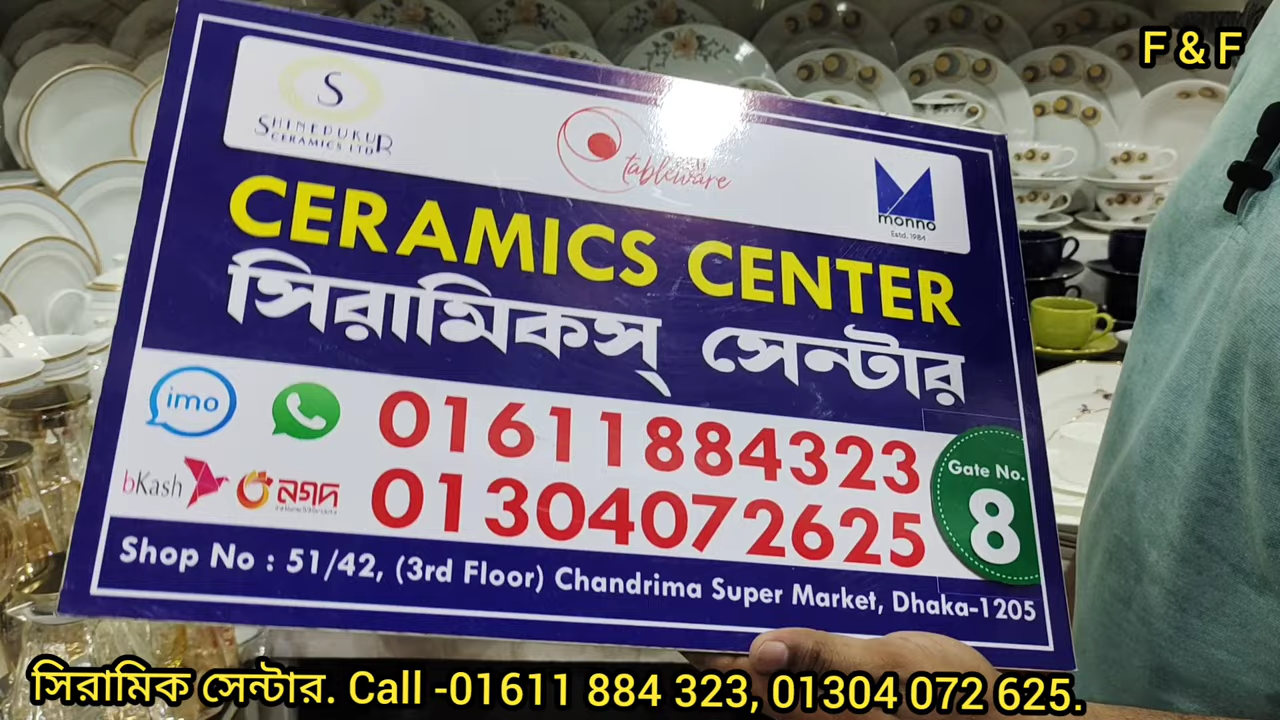 F & F
S
SHINEPUKUR
CERAMICS LTD
tableware
monno
Estd. 1984
CERAMICS CENTER
সিরামিকস্ সেন্টার
imo
01611884323
bKash নগদ
01304072625
Gate No.
8
Shop No : 51/42, (3rd Floor) Chandrima Super Market, Dhaka-1205
সিরামিক সেন্টার. Call -01611 884 323, 01304 072 625.